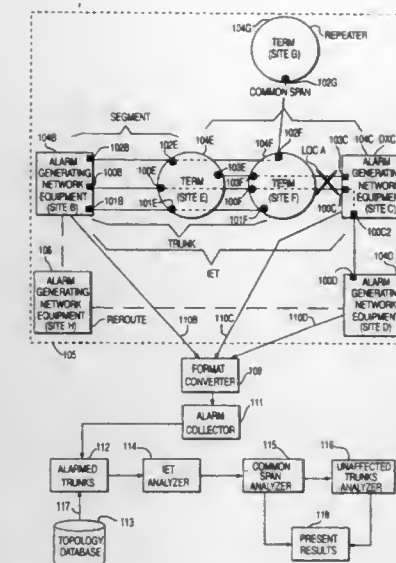 104G
REPEATER
TERM
(SITE G)
102G
COMMON SPAN
SEGMENT
104E
104F
102F
103C
104C DXC
104B
102B
102E
LOC A
ALARM
GENERATING
NETWORK
EQUIPMENT
(SITE B)
100B
101B
100E
TERM
(SITE E)
101E
103E
103F
100F
101F
TERM
(SITE F)
100C
ALARM
GENERATING
NETWORK
EQUIPMENT
(SITE C)
TRUNK
IET
100C2
106
ALARM
GENERATING
NETWORK
EQUIPMENT
(SITE H)
105
REROUTE
110B
110C
110D
100D
104D
ALARM
GENERATING
NETWORK
EQUIPMENT
(SITE D)
FORMAT
CONVERTER
109
ALARM
COLLECTOR
111
112
ALARMED
TRUNKS
114
IET
ANALYZER
115
COMMON
SPAN
ANALYZER
116
UNAFFECTED
TRUNKS
ANALYZER
117
113
TOPOLOGY
DATABASE
118
PRESENT
RESULTS